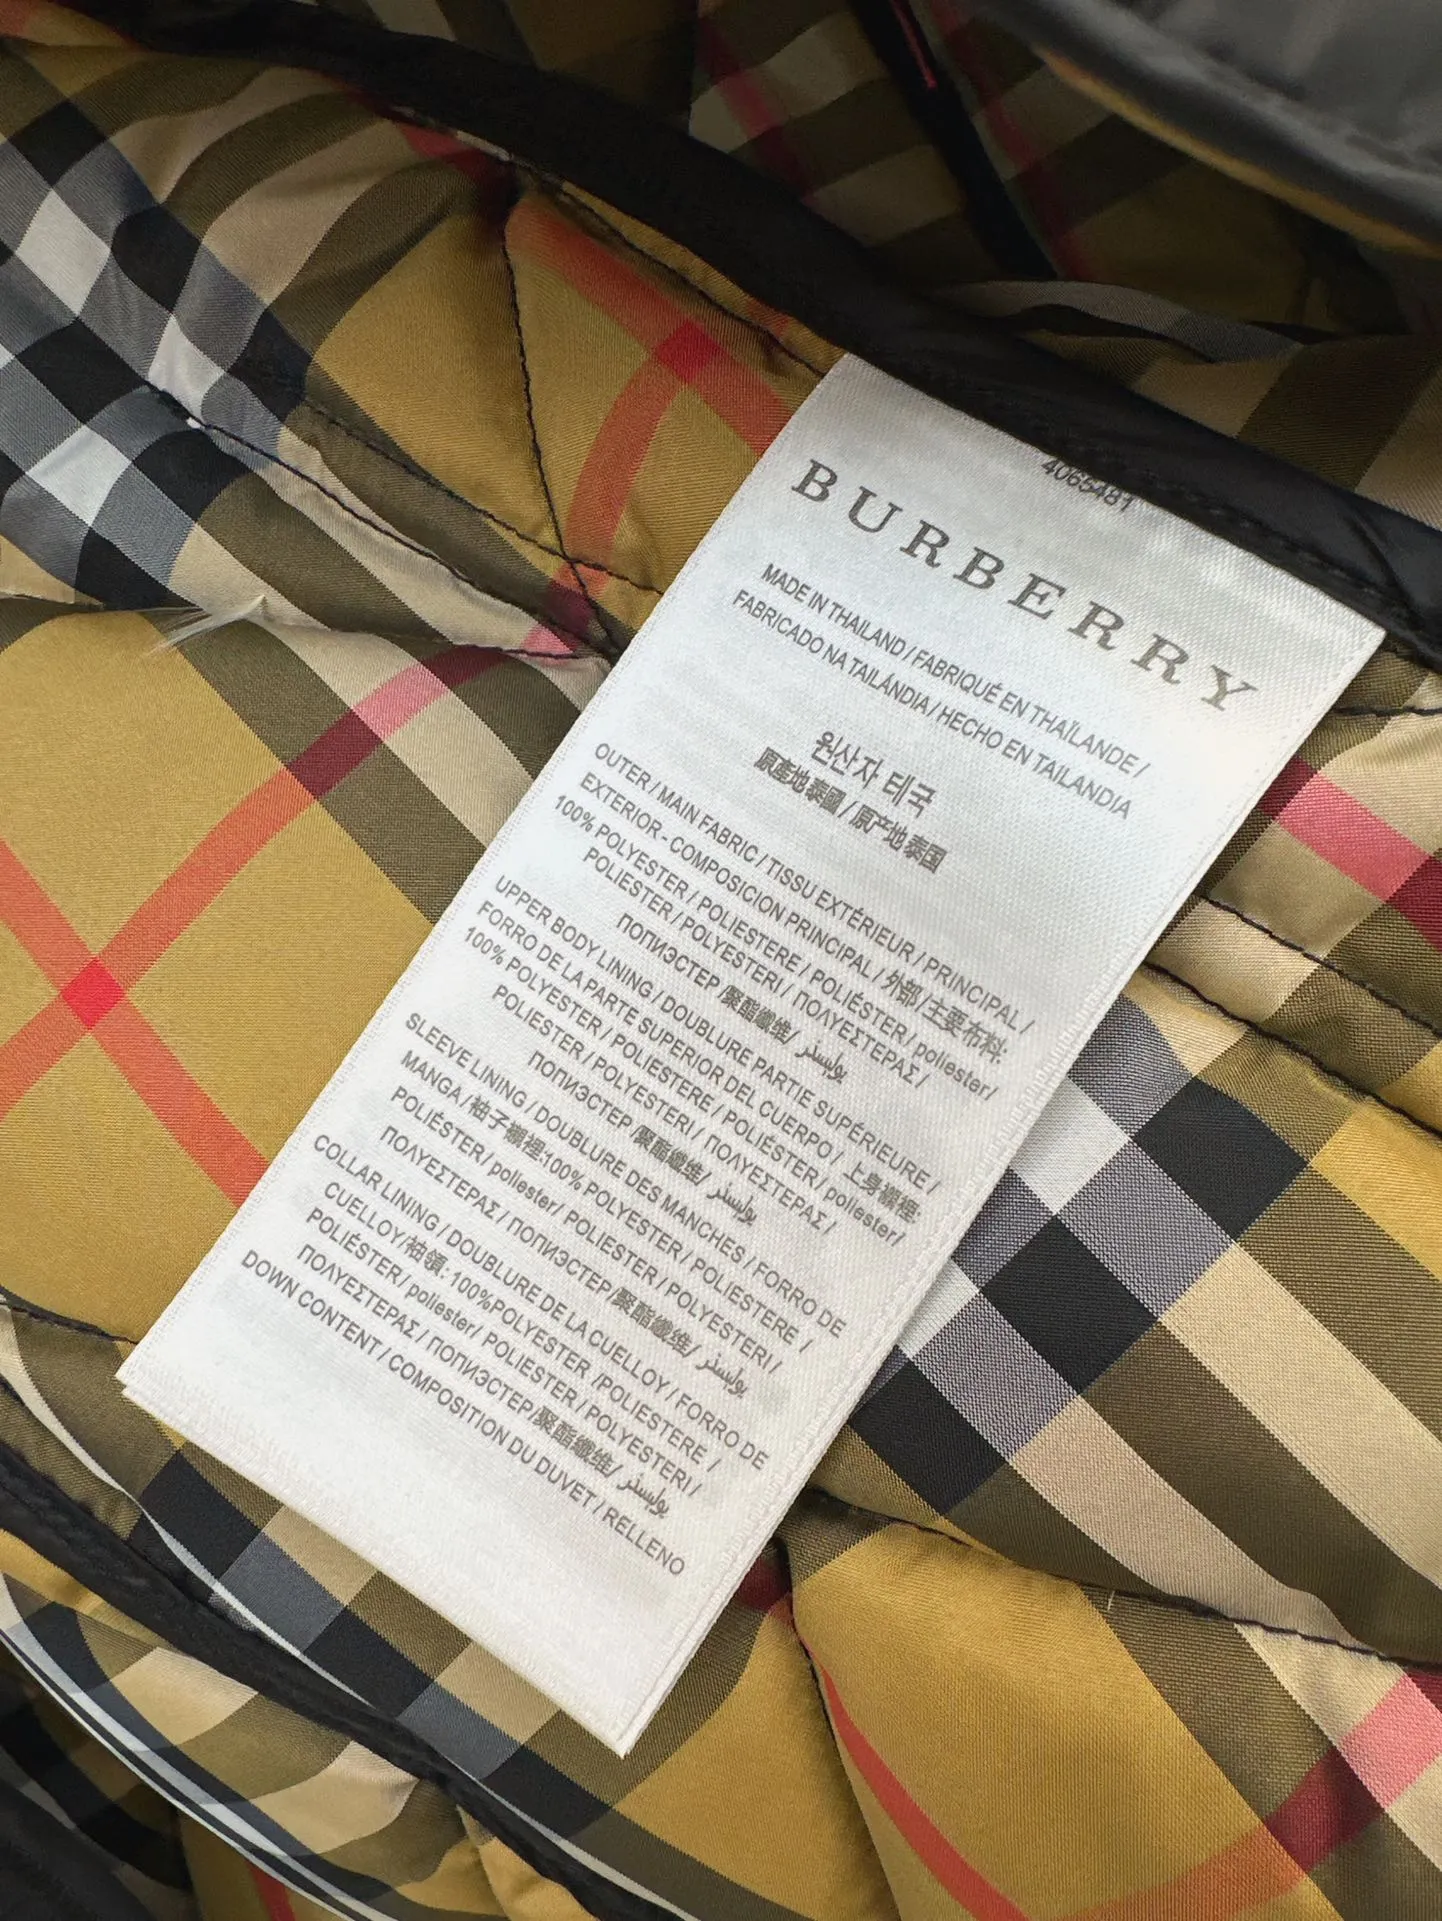 4065481
BURBERRY
MADE IN THAILAND / FABRIQUÉ EN THAÏLANDE /
FABRICADO NA TAILÁNDIA / HECHO EN TAILANDIA
원산자 테국
原產地 泰國 / 原产地 泰国
OUTER / MAIN FABRIC / TISSU EXTÉRIEUR / PRINCIPAL /
EXTERIOR - COMPOSICION PRINCIPAL / 外部 / 主要布料:
100% POLYESTER / POLIESTERE / POLIÉSTER / poliester/
POLIESTER / POLYESTERI / ΠΟΛΥΕΣΤΕΡΑΣ /
ПОПИЭСТЕР /聚酯纖维/ بوليستر
UPPER BODY LINING / DOUBLURE PARTIE SUPÉRIEURE /
FORRO DE LA PARTE SUPERIOR DEL CUERPO / 上身襯裡:
100% POLYESTER / POLIESTERE / POLIÉSTER / poliester/
POLIESTER / POLYESTERI / ΠΟΛΥΕΣΤΕΡΑΣ /
ПОПИЭСТЕР /聚酯纖维/ بوليستر
SLEEVE LINING / DOUBLURE DES MANCHES / FORRO DE
MANGA / 袖子襯裡:100% POLYESTER / POLIESTERE /
POLIÉSTER / poliester/ POLIESTER / POLYESTERI /
ΠΟΛΥΕΣΤΕΡΑΣ / ПОПИЭСТЕР /聚酯纖维/ بوليستر
COLLAR LINING / DOUBLURE DE LA CUELLOY / FORRO DE
CUELLOY/袖領: 100%POLYESTER /POLIESTERE /
POLIÉSTER / poliester/ POLIESTER / POLYESTERI /
ΠΟΛΥΕΣΤΕΡΑΣ / ПОПИЭСТЕР/聚酯纖维/ بوليستر
DOWN CONTENT / COMPOSITION DU DUVET / RELLENO